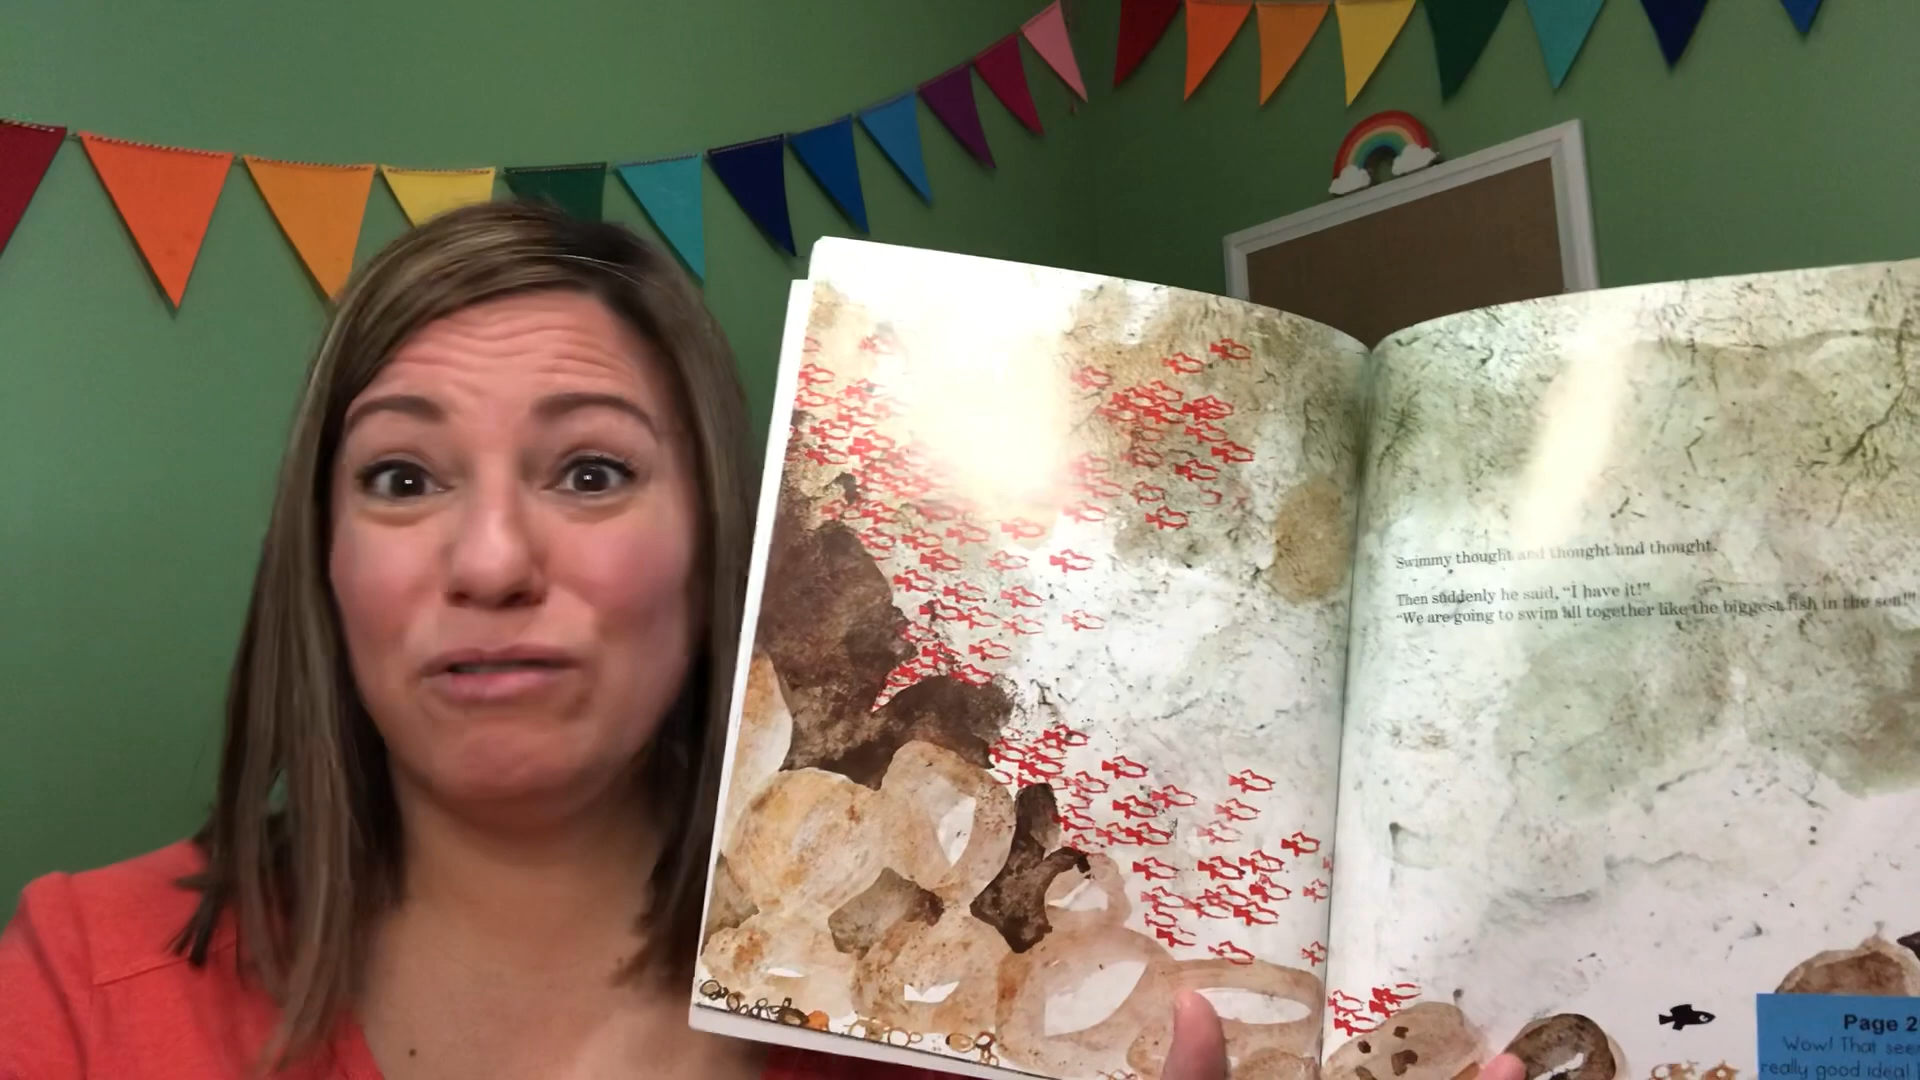 Swimmy thought and thought and thought.
Then suddenly he said, "I have it!"
"We are going to swim all together like the biggest fish in the sea!"
Page 2
Wow! That see
really good idea!